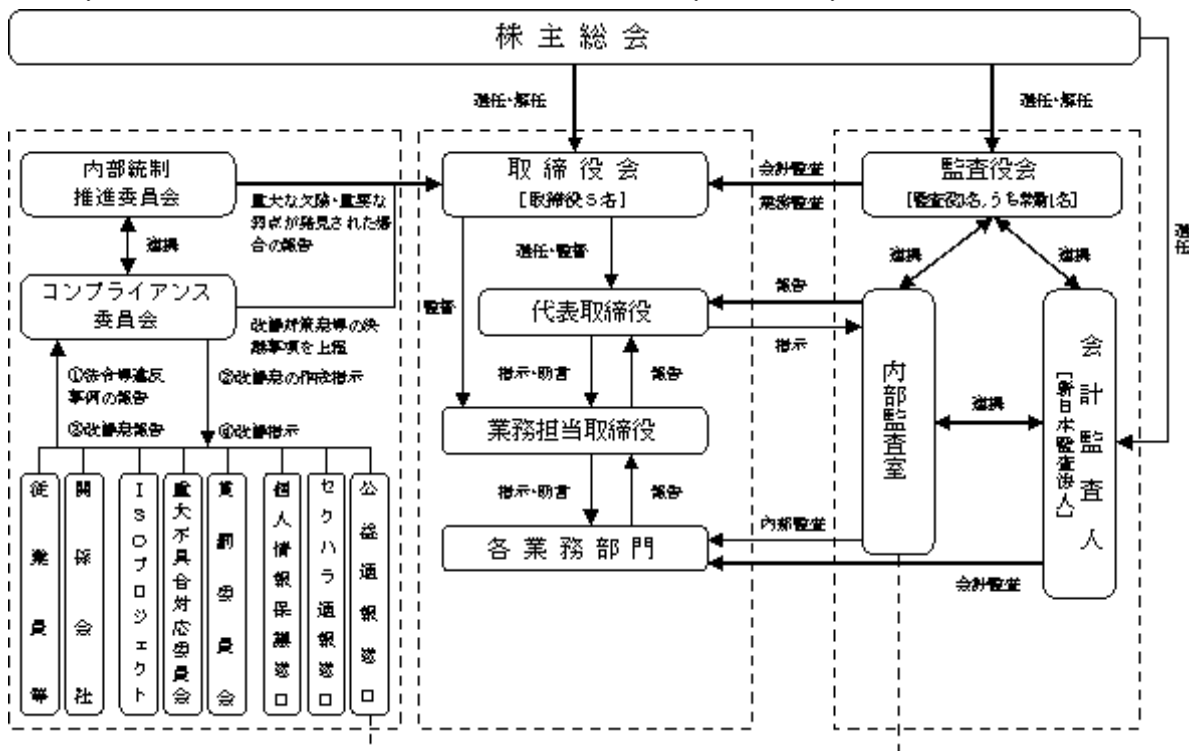 株主総会
選任・解任
選任・解任
選任
内部統制
推進委員会
連携
コンプライアンス
委員会
重大な欠陥・重要な
弱点が発見された場
合の報告
改善対策案等の決
議事項を上程
①法令等違反
事例の報告
②改善案の作成指示
③改善案報告
④改善指示
従業員等
関係会社
ISOプロジェクト
重大不具合対応委員会
賞罰委員会
個人情報保護窓口
セクハラ通報窓口
公益通報窓口
取締役会
[取締役5名]
選任・監督
監督
代表取締役
指示・助言
報告
業務担当取締役
指示・助言
報告
各業務部門
会計監査
業務監査
監査役会
[監査役3名、うち常勤1名]
連携
連携
報告
指示
内部監査室
連携
会計監査人
[新日本監査法人]
内部監査
会計監査